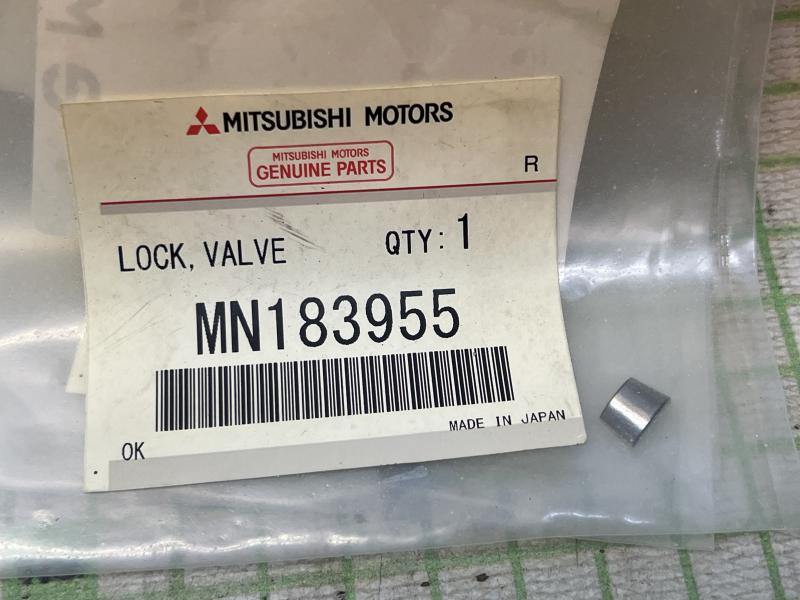 MITSUBISHI MOTORS
MITSUBISHI MOTORS
GENUINE PARTS
R
LOCK, VALVE QTY: 1
MN183955
MADE IN JAPAN
OK